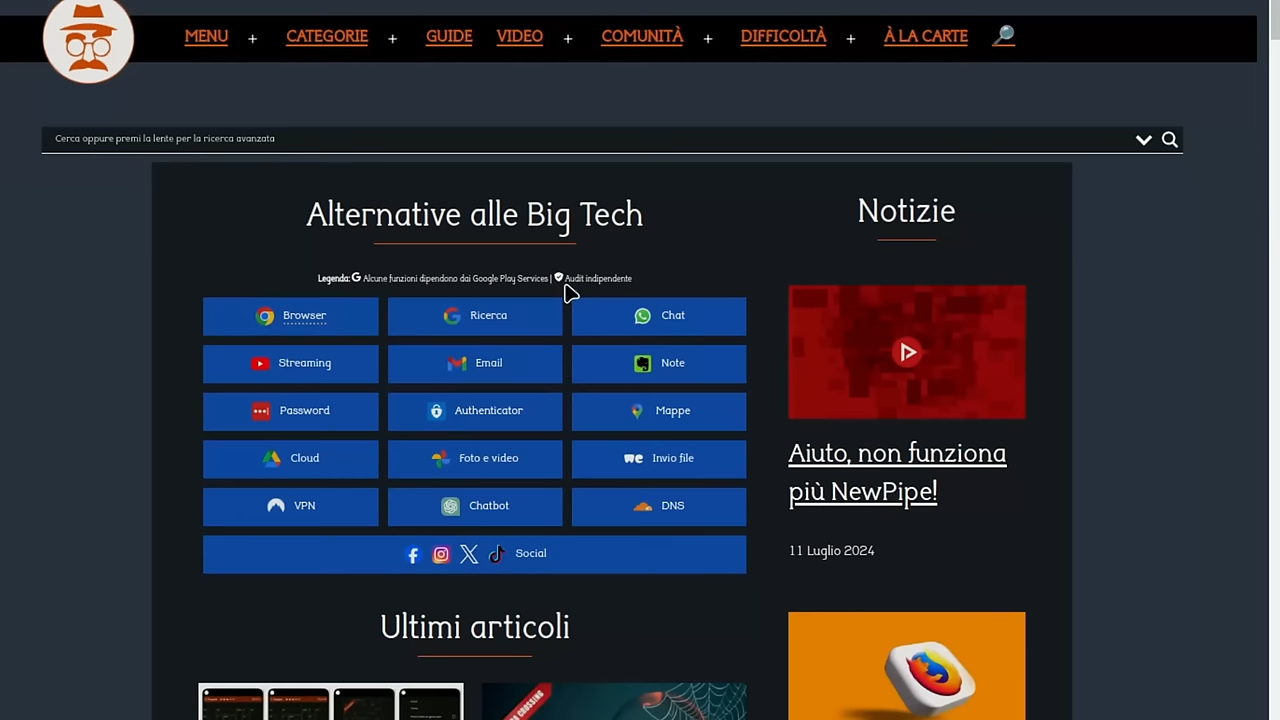 MENU + CATEGORIE + GUIDE VIDEO + COMUNITÀ + DIFFICOLTÀ + À LA CARTE
Cerca oppure premi la lente per la ricerca avanzata
Alternative alle Big Tech
Legenda: Alcune funzioni dipendono dai Google Play Services | Audit indipendente
Browser
Ricerca
Chat
Streaming
Email
Note
Password
Authenticator
Mappe
Cloud
Foto e video
Invio file
VPN
Chatbot
DNS
Social
Ultimi articoli
Notizie
Aiuto, non funziona
più NewPipe!
11 Luglio 2024